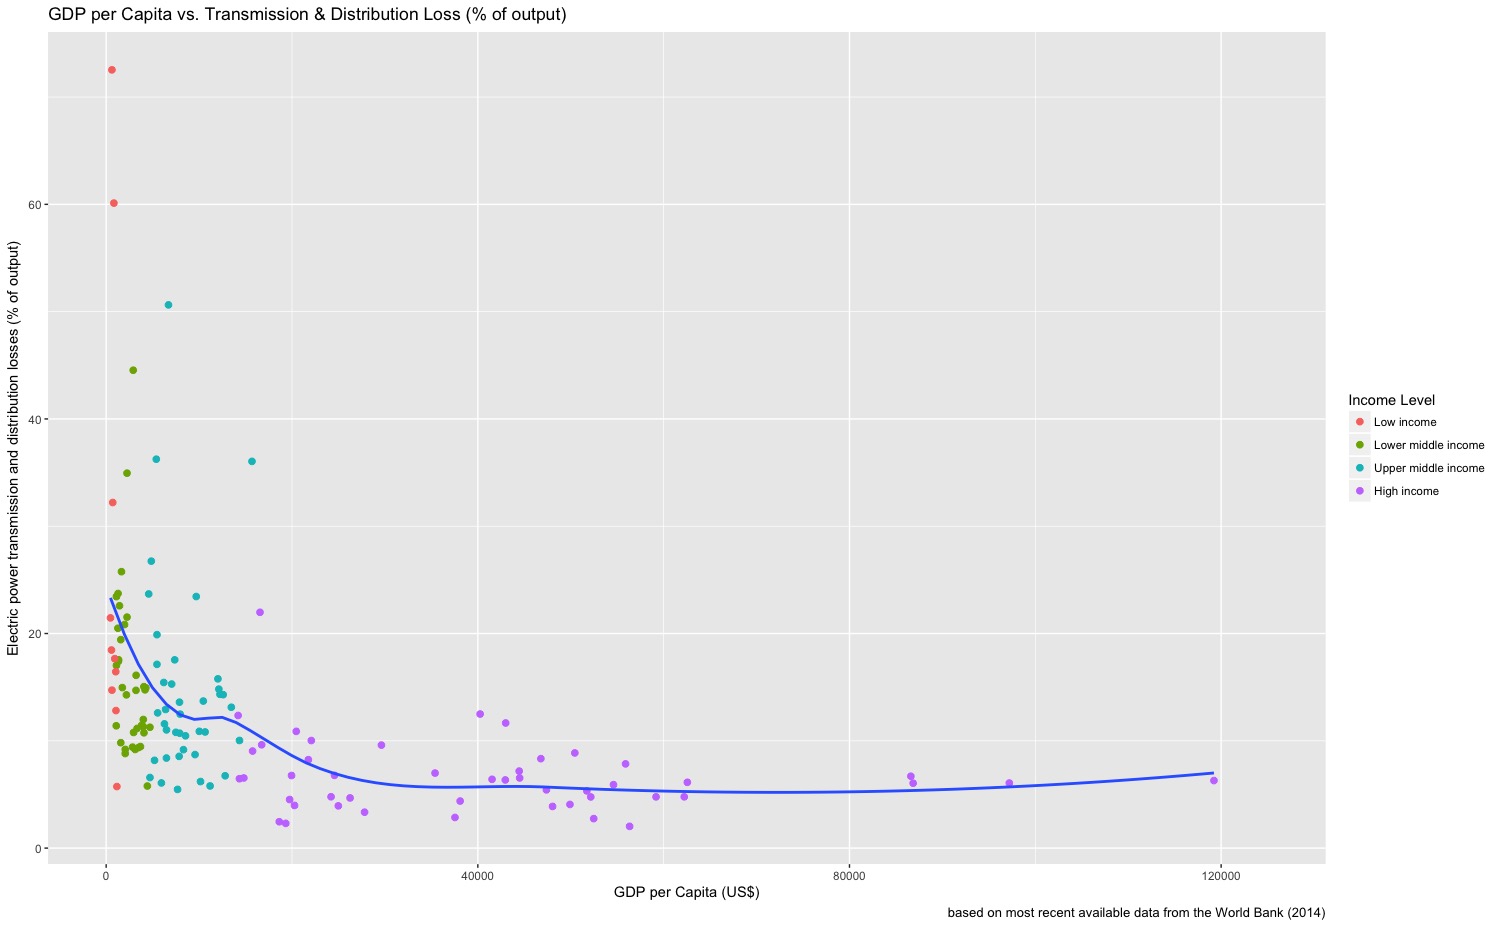 GDP per Capita vs. Transmission & Distribution Loss (% of output)
Electric power transmission and distribution losses (% of output)
60
40
20
0
0
40000
80000
120000
GDP per Capita (US$)
Income Level
Low income
Lower middle income
Upper middle income
High income
based on most recent available data from the World Bank (2014)